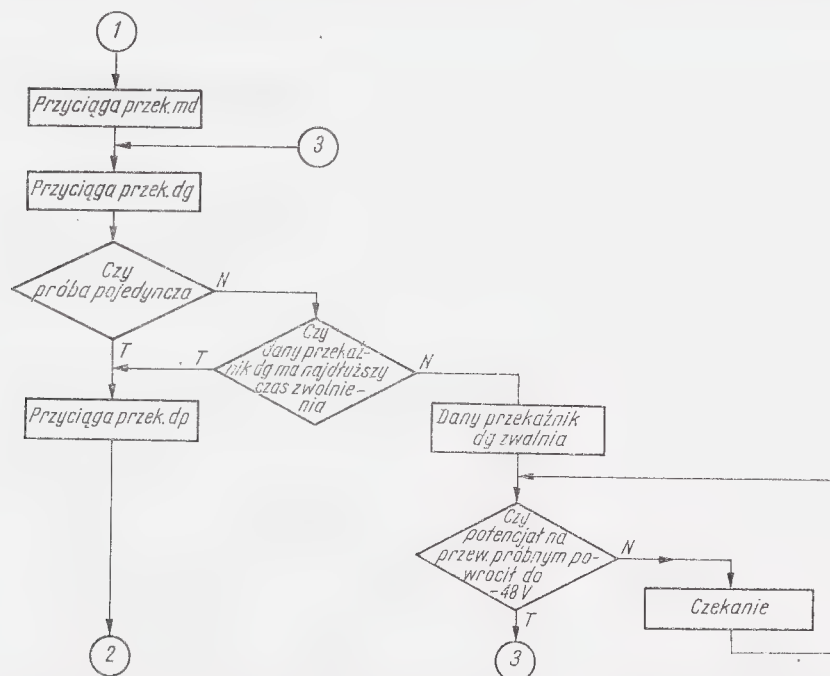 1
Przyciąga przek. md
3
Przyciąga przek. dg
Czy
próba pojedyncza
N
T
Czy
dany przekaź-
nik dg ma najdłuższy
czas zwolnie-
nia
T
N
Przyciąga przek. dp
Dany przekaźnik
dg zwalnia
Czy
potencjał na
przew. próbnym po-
wrócił do
-48 V
N
Czekanie
T
2
3